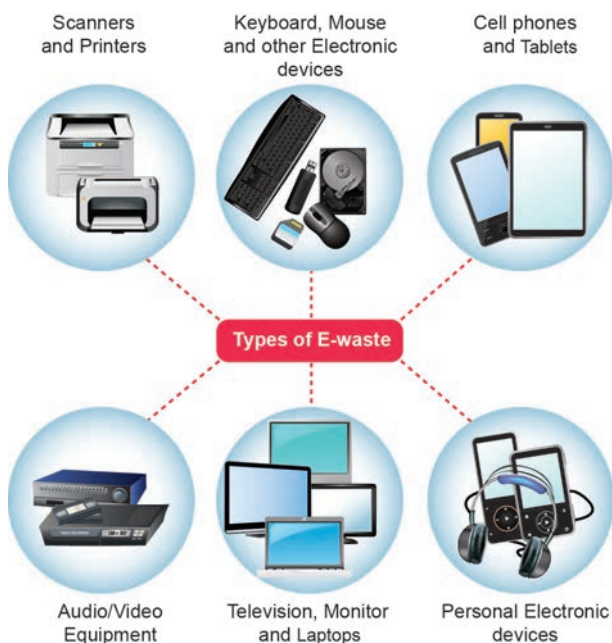 Scanners
and Printers
Keyboard, Mouse
and other Electronic
devices
Cell phones
and Tablets
Types of E-waste
Audio/Video
Equipment
Television, Monitor
and Laptops
Personal Electronic
devices